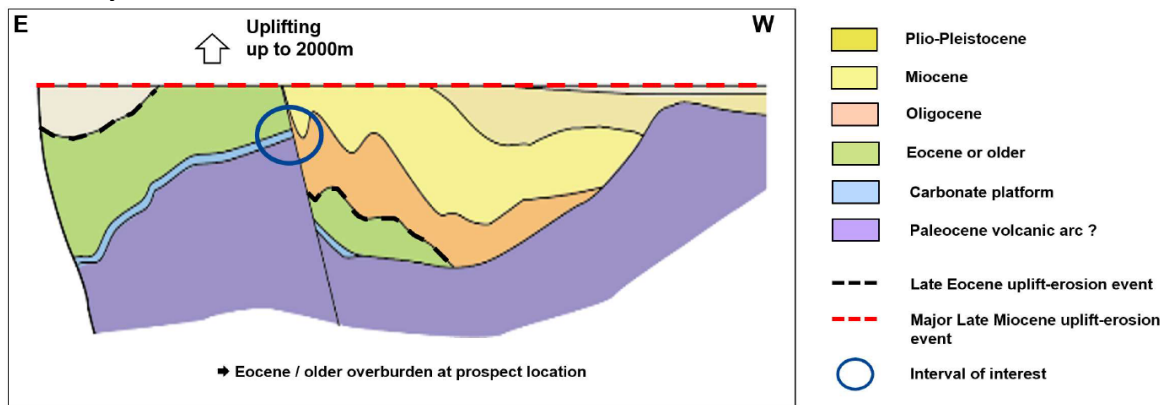 E
Uplifting
up to 2000m
W
Plio-Pleistocene
Miocene
Oligocene
Eocene or older
Carbonate platform
Paleocene volcanic arc ?
Late Eocene uplift-erosion event
Major Late Miocene uplift-erosion
event
Interval of interest
Eocene / older overburden at prospect location